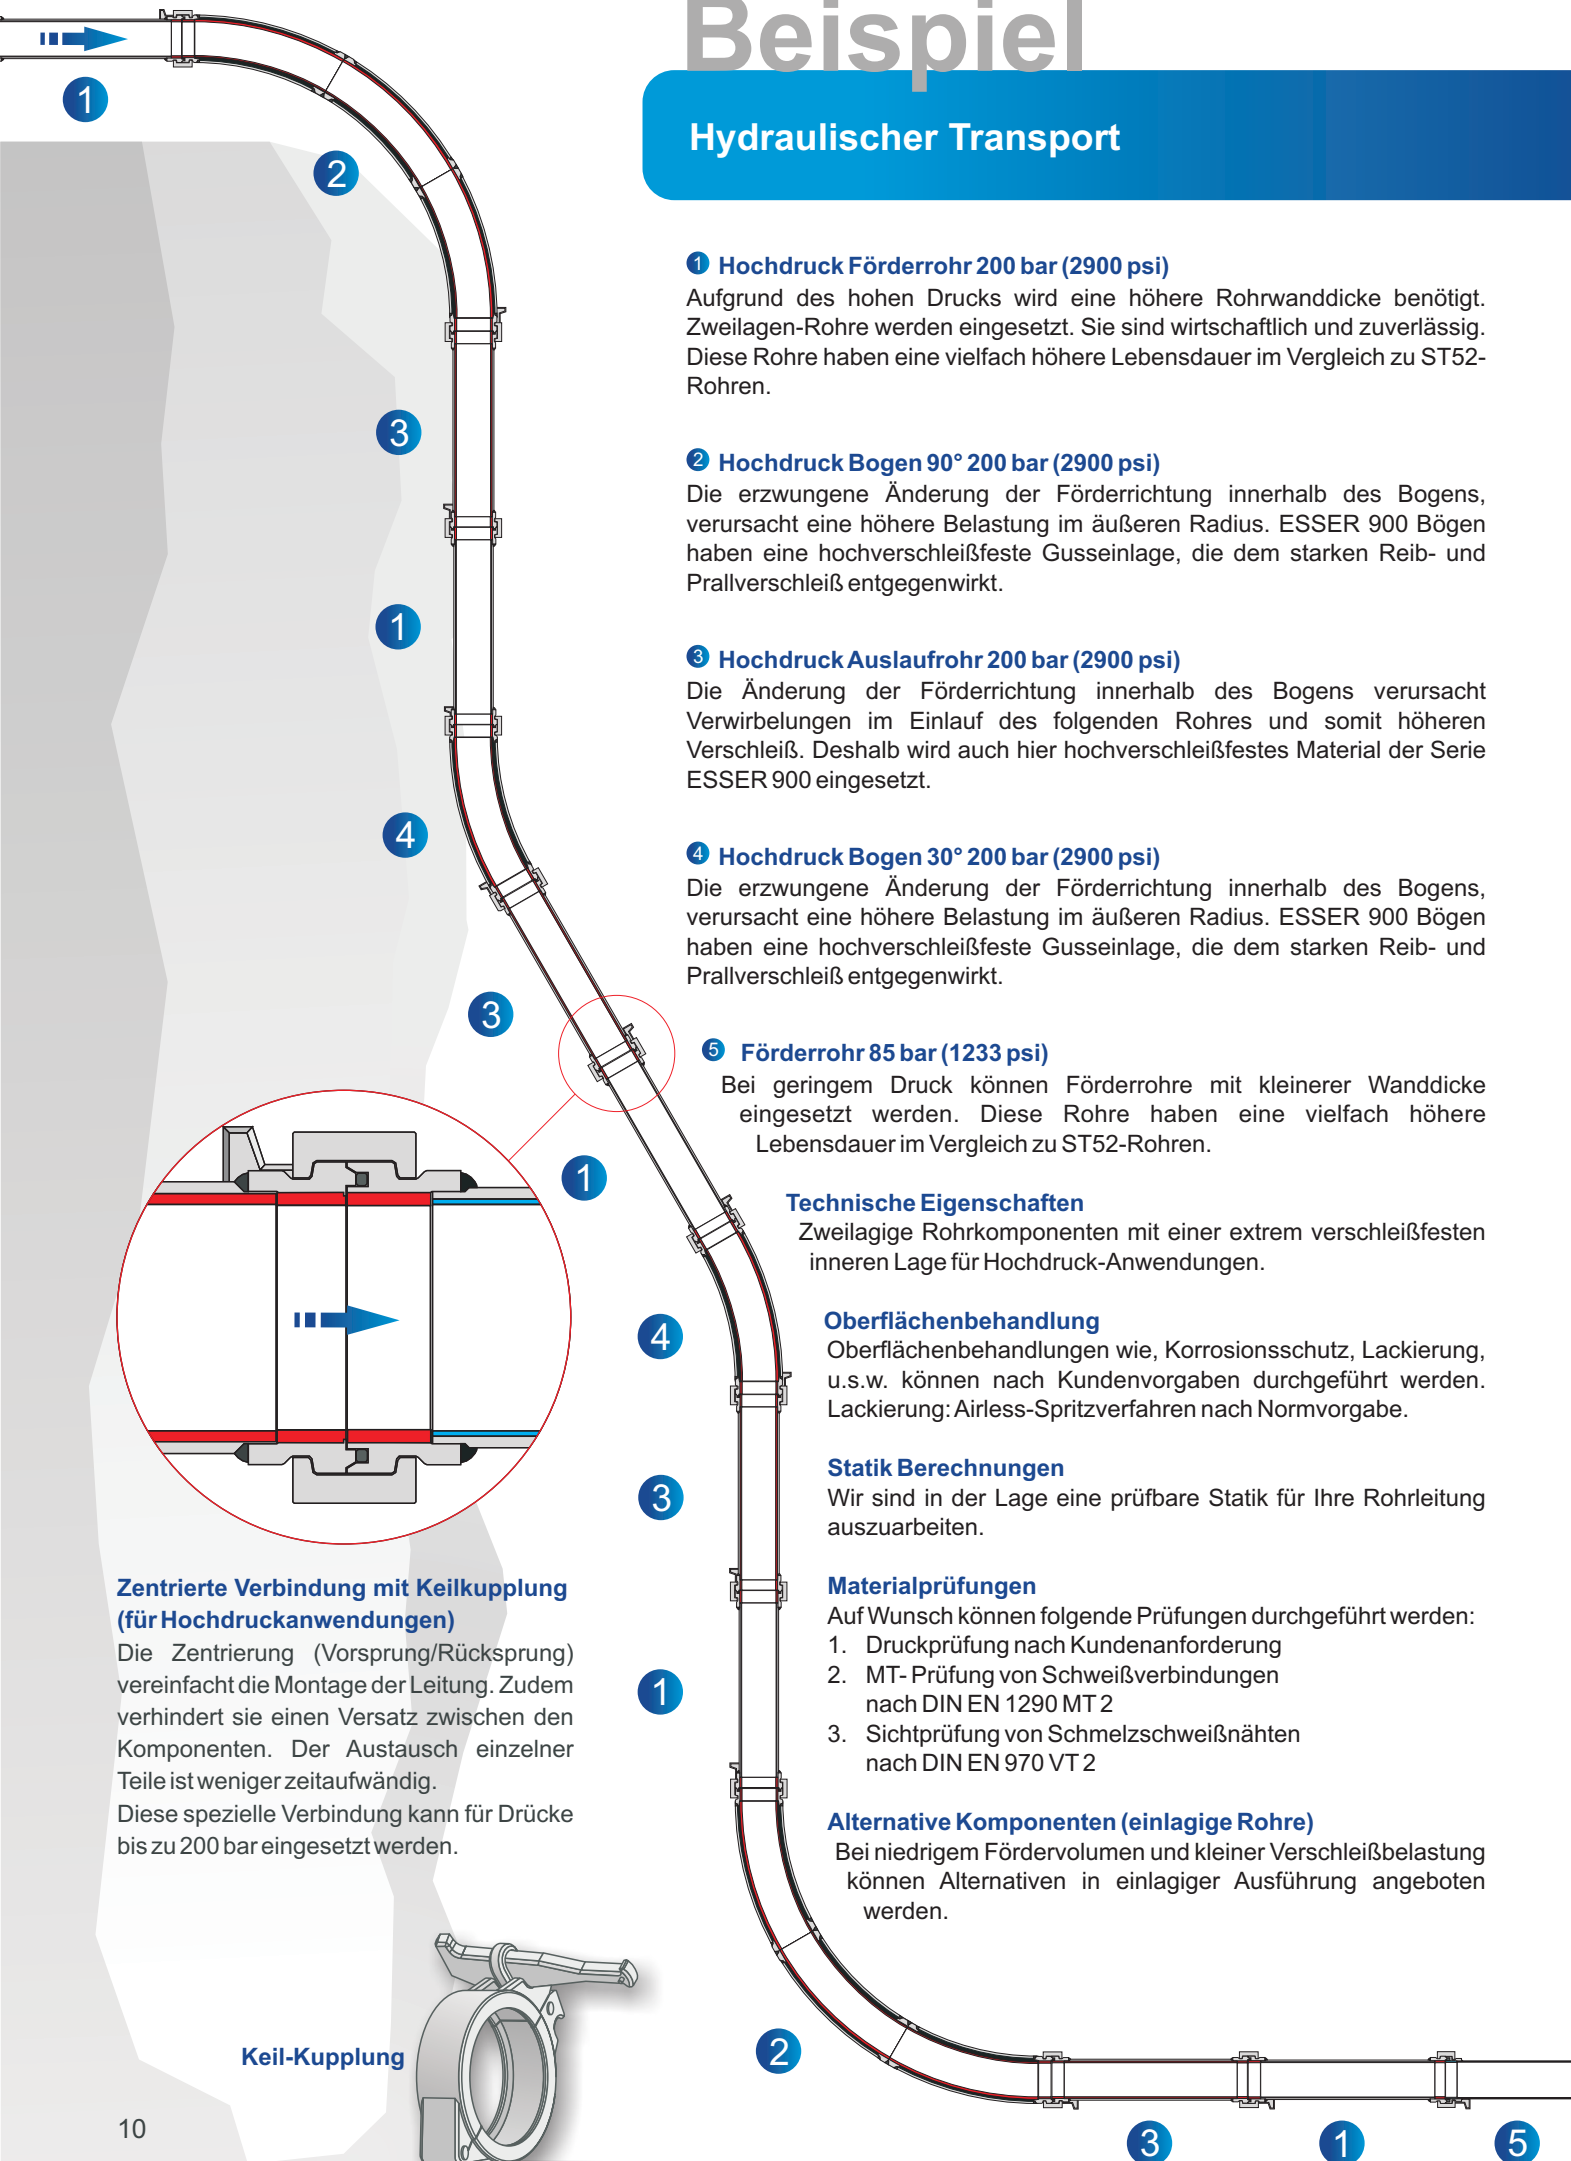 Beispiel
Hydraulischer Transport
1 Hochdruck Förderrohr 200 bar (2900 psi)
Aufgrund des hohen Drucks wird eine höhere Rohrwanddicke benötigt.
Zweilagen-Rohre werden eingesetzt. Sie sind wirtschaftlich und zuverlässig.
Diese Rohre haben eine vielfach höhere Lebensdauer im Vergleich zu ST52-
Rohren.
2 Hochdruck Bogen 90° 200 bar (2900 psi)
Die erzwungene Änderung der Förderrichtung innerhalb des Bogens,
verursacht eine höhere Belastung im äußeren Radius. ESSER 900 Bögen
haben eine hochverschleißfeste Gusseinlage, die dem starken Reib- und
Prallverschleiß entgegenwirkt.
3 Hochdruck Auslaufrohr 200 bar (2900 psi)
Die Änderung der Förderrichtung innerhalb des Bogens verursacht
Verwirbelungen im Einlauf des folgenden Rohres und somit höheren
Verschleiß. Deshalb wird auch hier hochverschleißfestes Material der Serie
ESSER 900 eingesetzt.
4 Hochdruck Bogen 30° 200 bar (2900 psi)
Die erzwungene Änderung der Förderrichtung innerhalb des Bogens,
verursacht eine höhere Belastung im äußeren Radius. ESSER 900 Bögen
haben eine hochverschleißfeste Gusseinlage, die dem starken Reib- und
Prallverschleiß entgegenwirkt.
5 Förderrohr 85 bar (1233 psi)
Bei geringem Druck können Förderrohre mit kleinerer Wanddicke
eingesetzt werden. Diese Rohre haben eine vielfach höhere
Lebensdauer im Vergleich zu ST52-Rohren.
Technische Eigenschaften
Zweilagige Rohrkomponenten mit einer extrem verschleißfesten
inneren Lage für Hochdruck-Anwendungen.
Oberflächenbehandlung
Oberflächenbehandlungen wie, Korrosionsschutz, Lackierung,
u.s.w. können nach Kundenvorgaben durchgeführt werden.
Lackierung: Airless-Spritzverfahren nach Normvorgabe.
Statik Berechnungen
Wir sind in der Lage eine prüfbare Statik für Ihre Rohrleitung
auszuarbeiten.
Materialprüfungen
Auf Wunsch können folgende Prüfungen durchgeführt werden:
1. Druckprüfung nach Kundenanforderung
2. MT- Prüfung von Schweißverbindungen
nach DIN EN 1290 MT 2
3. Sichtprüfung von Schmelzschweißnähten
nach DIN EN 970 VT 2
Alternative Komponenten (einlagige Rohre)
Bei niedrigem Fördervolumen und kleiner Verschleißbelastung
können Alternativen in einlagiger Ausführung angeboten
werden.
1
2
3
1
4
3
1
4
3
1
2
3
1
5
Zentrierte Verbindung mit Keilkupplung
(für Hochdruckanwendungen)
Die Zentrierung (Vorsprung/Rücksprung)
vereinfacht die Montage der Leitung. Zudem
verhindert sie einen Versatz zwischen den
Komponenten. Der Austausch einzelner
Teile ist weniger zeitaufwändig.
Diese spezielle Verbindung kann für Drücke
bis zu 200 bar eingesetzt werden.
Keil-Kupplung
10